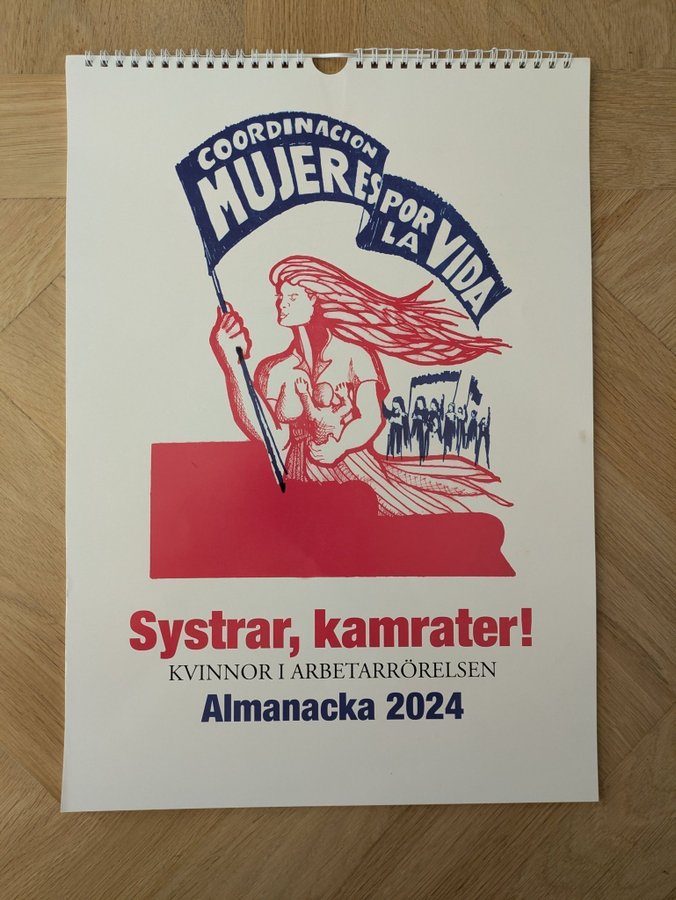 COORDINACION
MUJERES
POR
LA
VIDA
Systrar, kamrater!
KVINNOR I ARBETARRÖRELSEN
Almanacka 2024